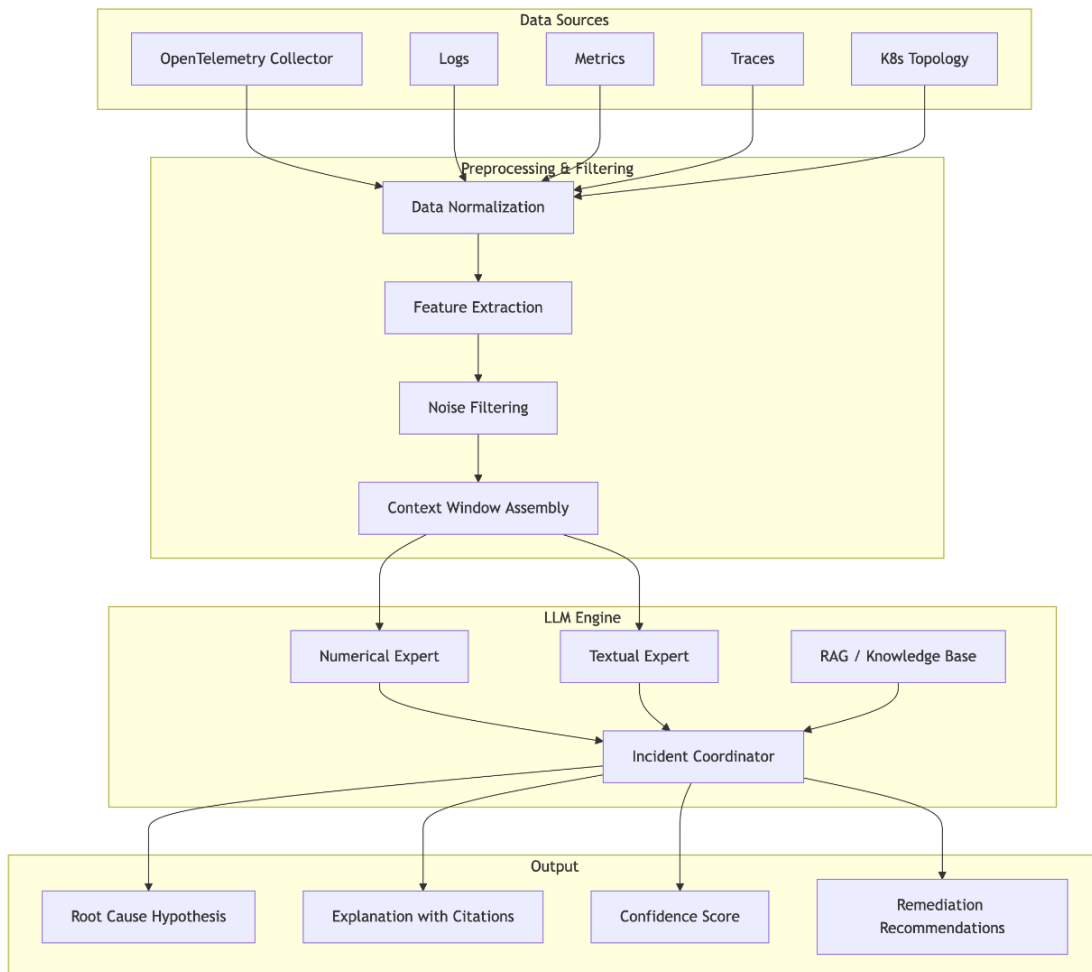 Data Sources
OpenTelemetry Collector
Logs
Metrics
Traces
K8s Topology
Preprocessing & Filtering
Data Normalization
Feature Extraction
Noise Filtering
Context Window Assembly
LLM Engine
Numerical Expert
Textual Expert
RAG / Knowledge Base
Incident Coordinator
Output
Root Cause Hypothesis
Explanation with Citations
Confidence Score
Remediation
Recommendations